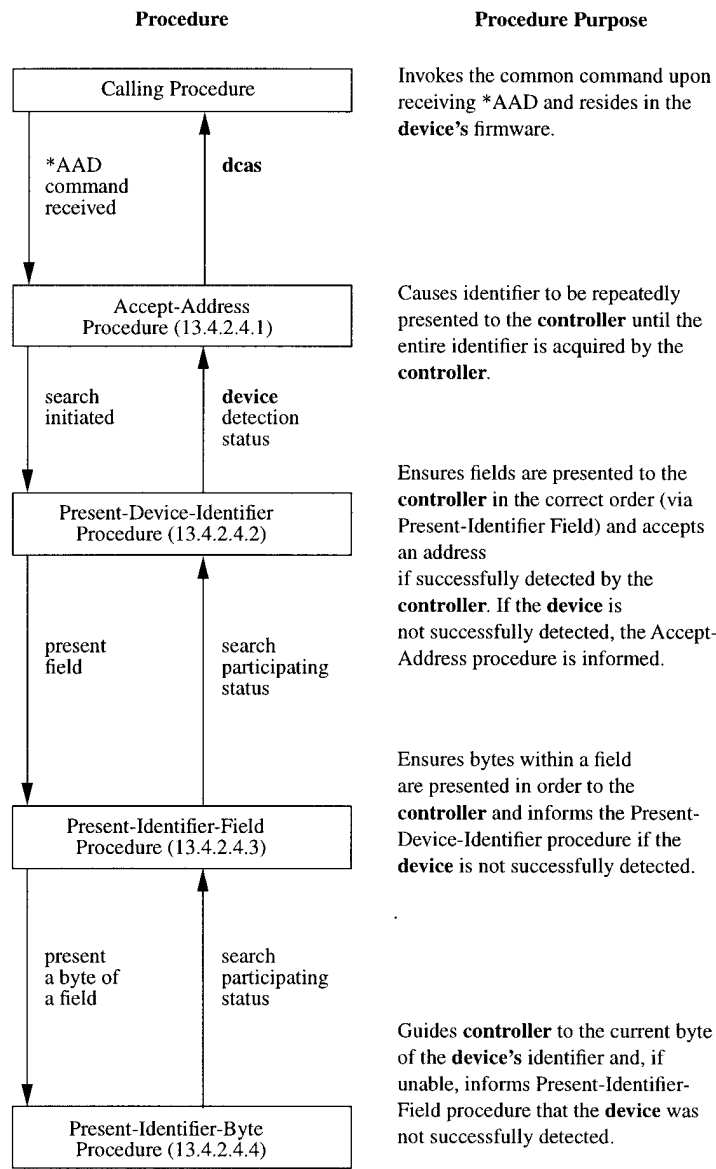 Procedure
Procedure Purpose
Calling Procedure
Invokes the common command upon
receiving *AAD and resides in the
device's firmware.
*AAD
command
received
dcas
Accept-Address
Procedure (13.4.2.4.1)
Causes identifier to be repeatedly
presented to the controller until the
entire identifier is acquired by the
controller.
search
initiated
device
detection
status
Present-Device-Identifier
Procedure (13.4.2.4.2)
Ensures fields are presented to the
controller in the correct order (via
Present-Identifier Field) and accepts
an address
if successfully detected by the
controller. If the device is
not successfully detected, the Accept-
Address procedure is informed.
present
field
search
participating
status
Present-Identifier-Field
Procedure (13.4.2.4.3)
Ensures bytes within a field
are presented in order to the
controller and informs the Present-
Device-Identifier procedure if the
device is not successfully detected.
present
a byte of
a field
search
participating
status
Present-Identifier-Byte
Procedure (13.4.2.4.4)
Guides controller to the current byte
of the device's identifier and, if
unable, informs Present-Identifier-
Field procedure that the device was
not successfully detected.